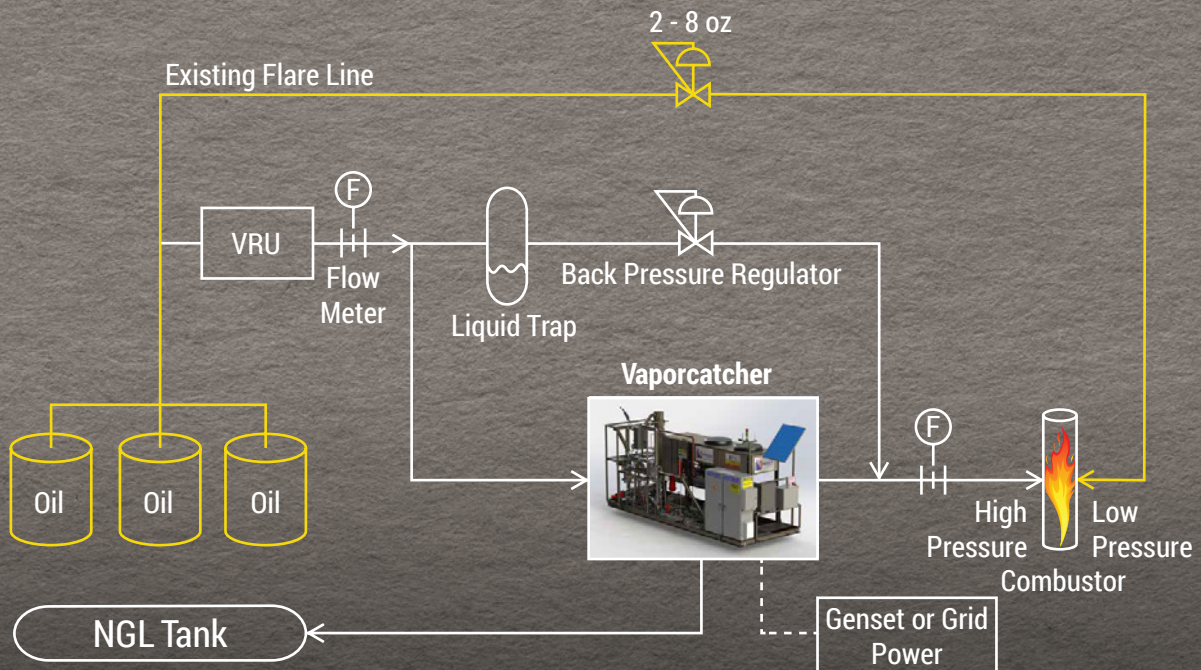 2 - 8 oz
Existing Flare Line
F
VRU
Flow
Meter
Liquid Trap
Back Pressure Regulator
Vaporcatcher
F
Oil
Oil
Oil
High
Pressure
Low
Pressure
Combustor
NGL Tank
Genset or Grid
Power